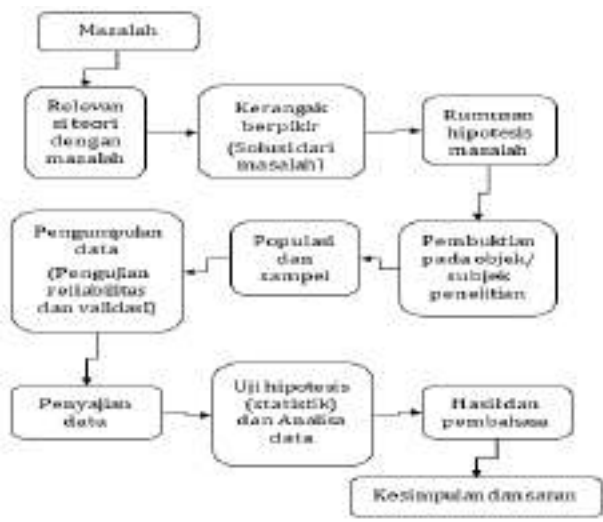 Masalah
Relevan
si teori
dengan
masalah
Kerangak
berpikir
(Solusi dari
masalah)
Rumusan
hipotesis
masalah
Pembuktian
pada objek/
subjek
penelitian
Populasi
dan
sampel
Pengumpulan
data
(Pengujian
reliabilitas
dan validasi)
Penyajian
data
Uji hipotesis
(statistik)
dan Analisa
data
Hasil dan
pembahasa
Kesimpulan dan saran